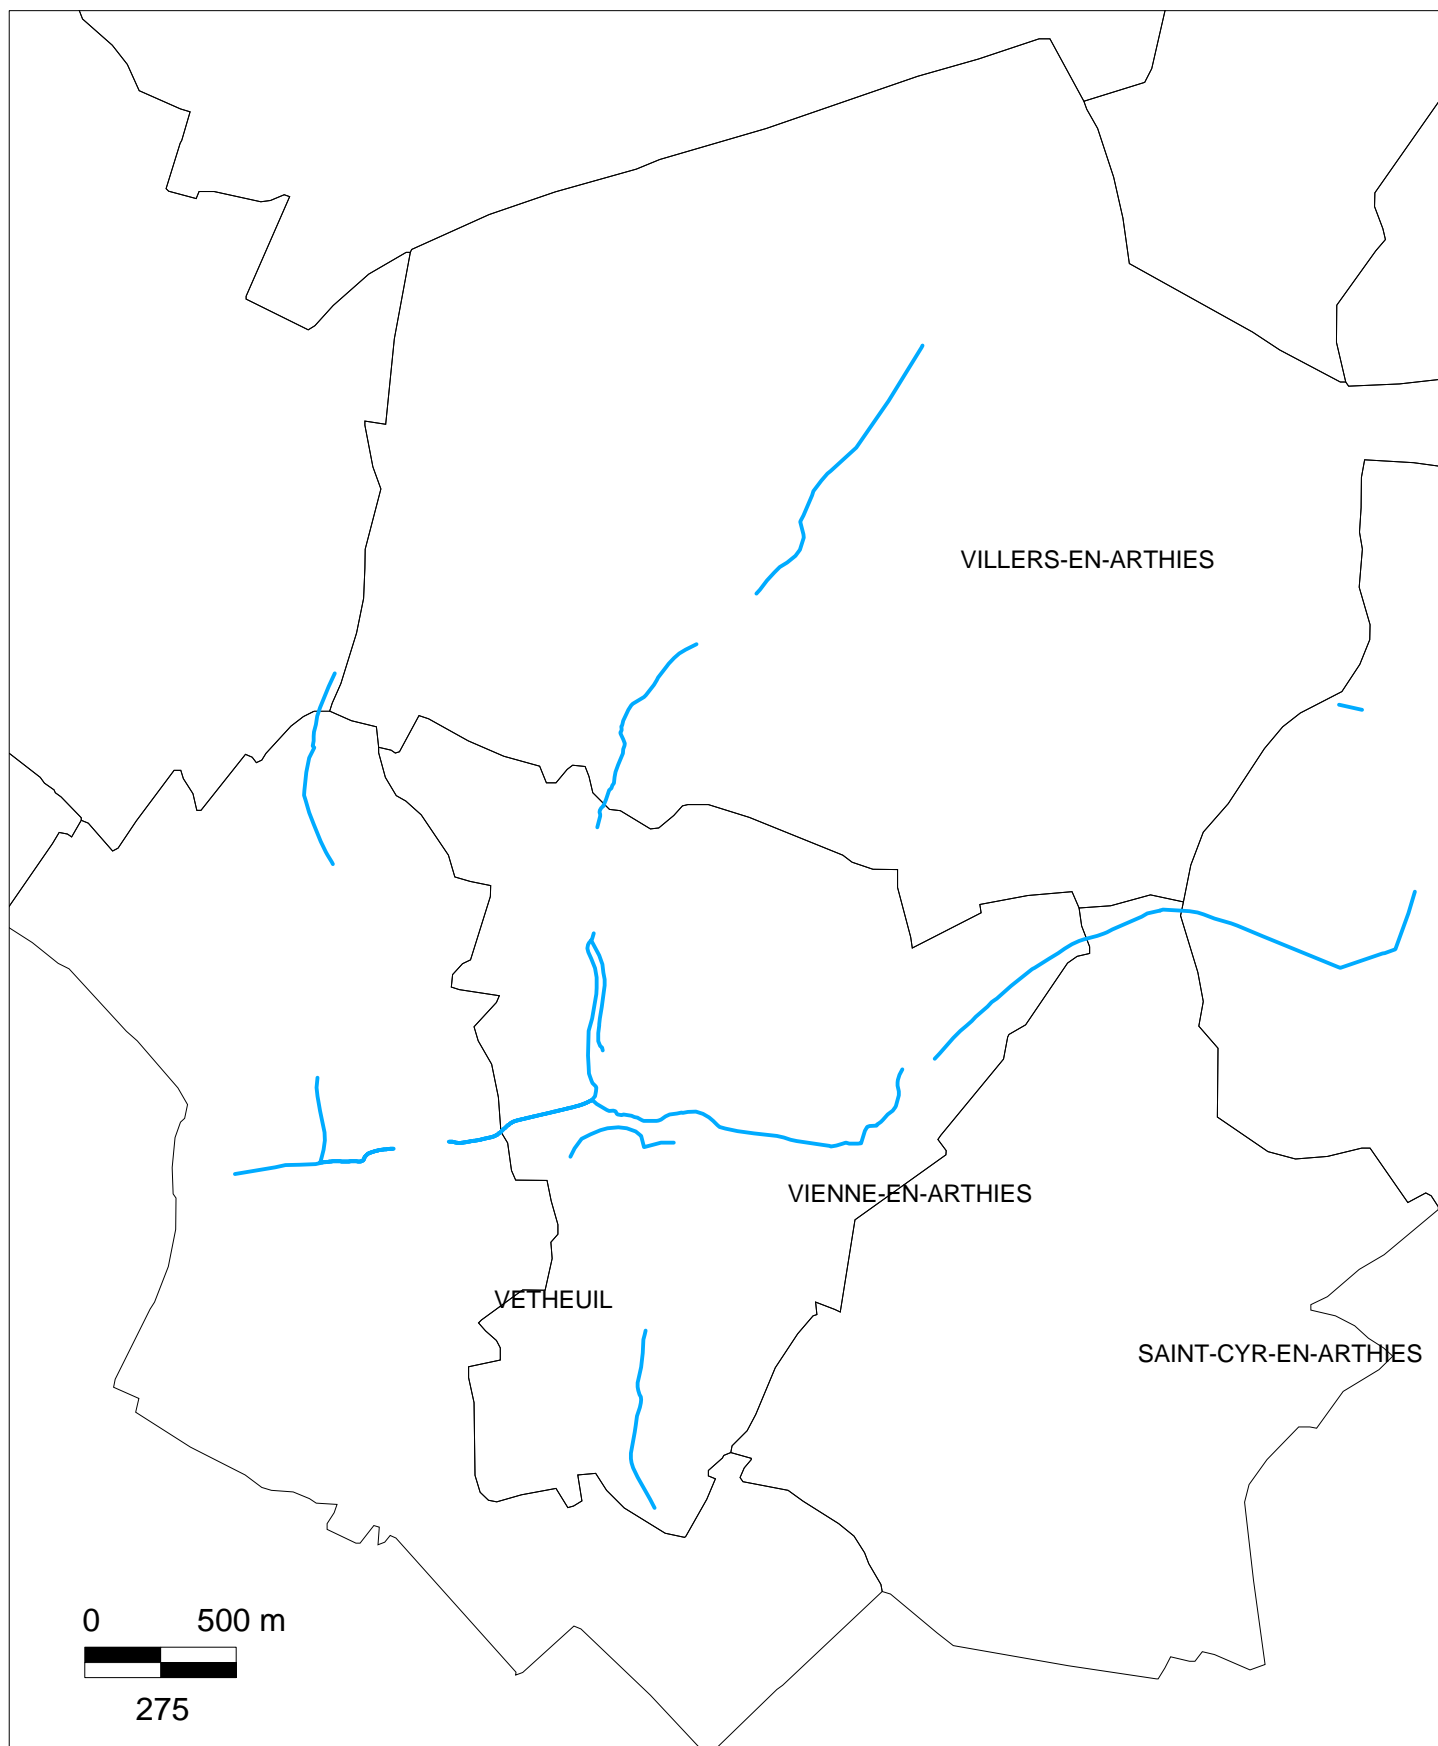 VILLERS-EN-ARTHIES
VIENNE-EN-ARTHIES
VETHEUIL
SAINT-CYR-EN-ARTHIES
0 500 m
275